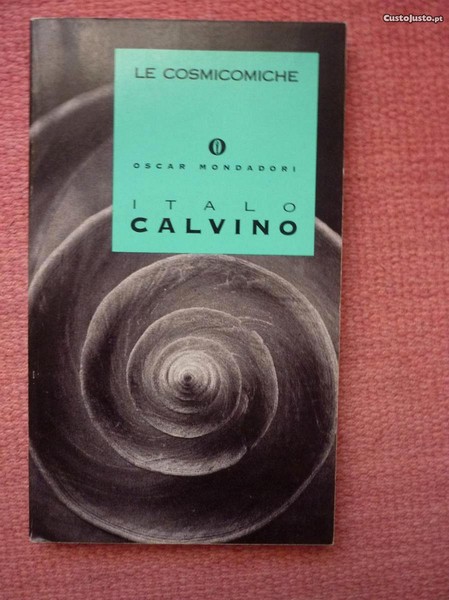 CustoJusto.pt
LE COSMICOMICHE
O
OSCAR MONDADORI
ITALO
CALVINO